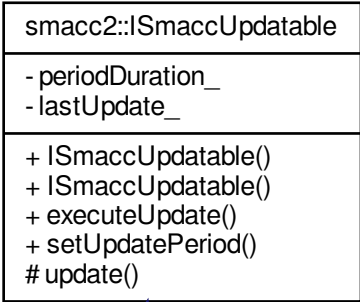 smacc2::ISmaccUpdatable
- periodDuration_
- lastUpdate_
+ ISmaccUpdatable()
+ ISmaccUpdatable()
+ executeUpdate()
+ setUpdatePeriod()
# update()